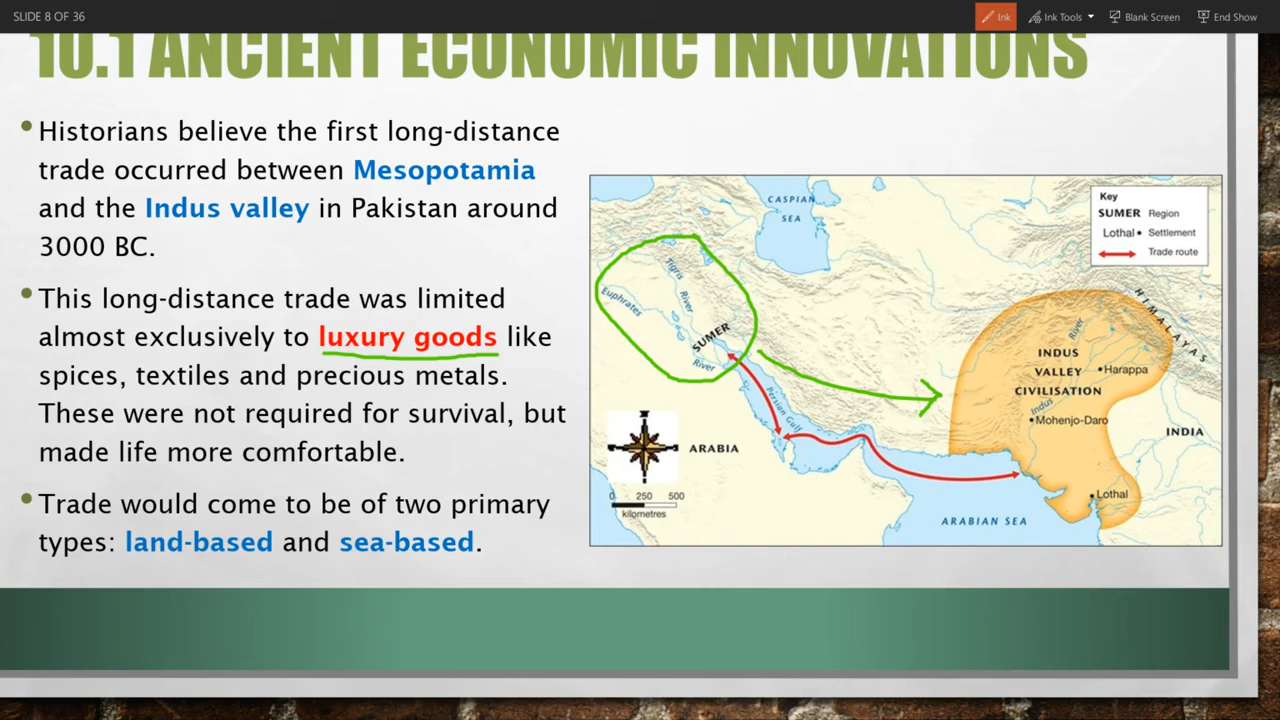 SLIDE 8 OF 36
Ink
Ink Tools
Blank Screen
End Show
10.1 ANCIENT ECONOMIC INNOVATIONS
• Historians believe the first long-distance
trade occurred between Mesopotamia
and the Indus valley in Pakistan around
3000 BC.
• This long-distance trade was limited
almost exclusively to luxury goods like
spices, textiles and precious metals.
These were not required for survival, but
made life more comfortable.
• Trade would come to be of two primary
types: land-based and sea-based.
CASPIAN
SEA
Key
SUMER Region
Lothal • Settlement
Trade route
Tigris
River
Euphrates
SUMER
River
Persian Gulf
ARABIA
0 250 500
kilometres
HIMALAYAS
River
INDUS
VALLEY
CIVILISATION
Harappa
Indus
Mohenjo-Daro
INDIA
Lothal
ARABIAN SEA